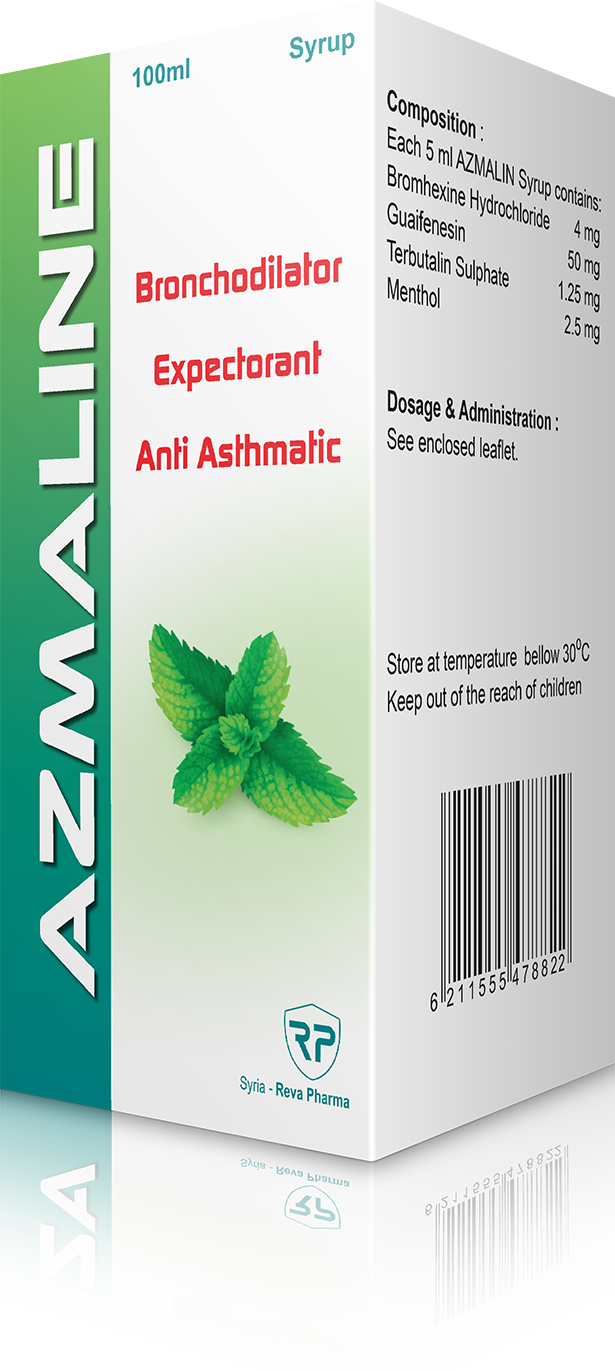 AZMALINE
100ml
Syrup
Bronchodilator
Expectorant
Anti Asthmatic
RP
Syria - Reva Pharma
Composition :
Each 5 ml AZMALIN Syrup contains:
Bromhexine Hydrochloride 4 mg
Guaifenesin 50 mg
Terbutalin Sulphate 1.25 mg
Menthol 2.5 mg
Dosage & Administration :
See enclosed leaflet.
Store at temperature bellow 30°C
Keep out of the reach of children
6 211555 478822